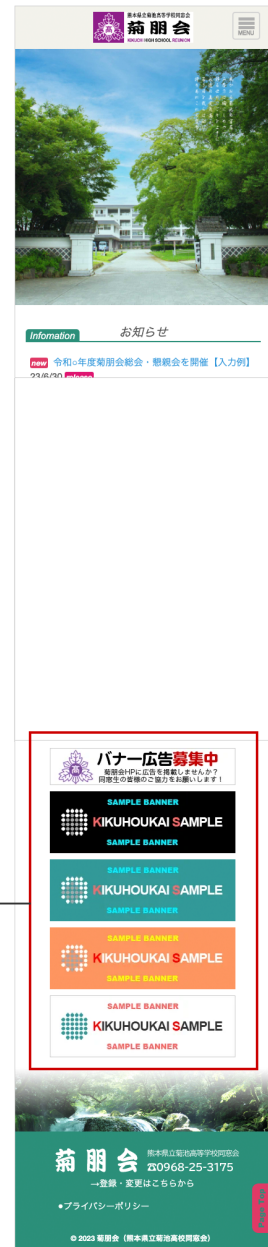 熊本県立菊池高等学校同窓会
菊朋会
KIKUCHI HIGH SCHOOL REUNION
MENU
Infomation
お知らせ
new 令和○年度菊朋会総会・懇親会を開催【入力例】
23/6/30 release
バナー広告募集中
菊朋会HPに広告を掲載しませんか？
同窓生の皆様のご協力をお願いします！
SAMPLE BANNER
KIKUHOUKAI SAMPLE
SAMPLE BANNER
SAMPLE BANNER
KIKUHOUKAI SAMPLE
SAMPLE BANNER
SAMPLE BANNER
KIKUHOUKAI SAMPLE
SAMPLE BANNER
SAMPLE BANNER
KIKUHOUKAI SAMPLE
SAMPLE BANNER
菊朋会
熊本県立菊池高等学校同窓会
☎0968-25-3175
→登録・変更はこちらから
●プライバシーポリシー
© 2023 菊朋会（熊本県立菊池高校同窓会）